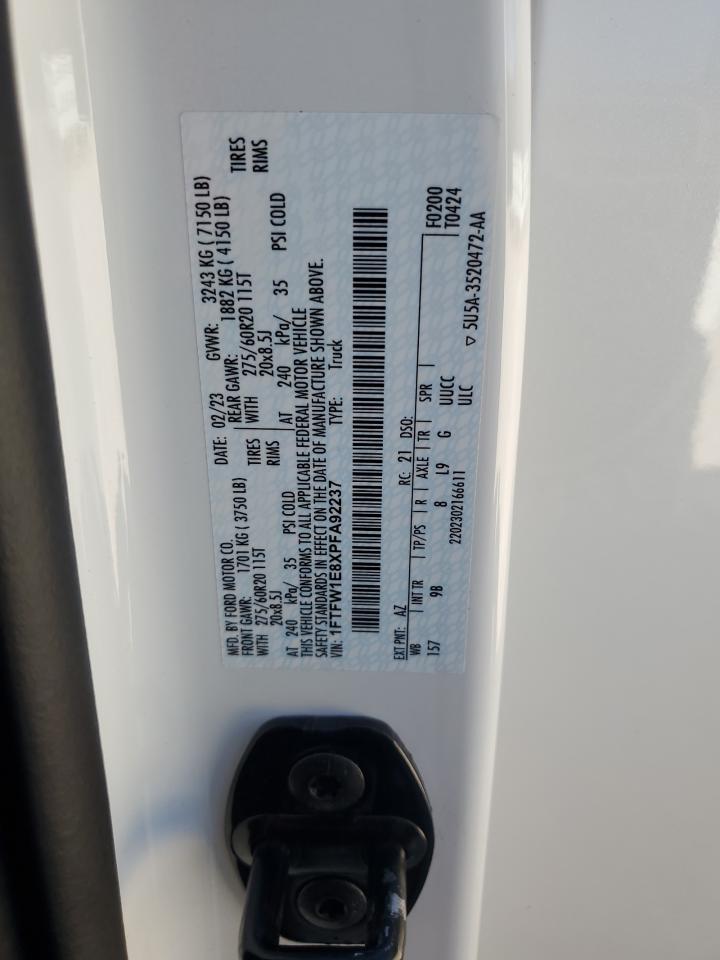 MFD. BY FORD MOTOR CO. DATE: 02/23 GVWR: 3243 KG ( 7150 LB)
FRONT GAWR: 1701 KG ( 3750 LB) REAR GAWR: 1882 KG ( 4150 LB)
WITH 275/60R20 115T TIRES WITH 275/60R20 115T TIRES
20x8.5J RIMS 20x8.5J RIMS
AT 240 kPa/ 35 PSI COLD AT 240 kPa/ 35 PSI COLD
THIS VEHICLE CONFORMS TO ALL APPLICABLE FEDERAL MOTOR VEHICLE
SAFETY STANDARDS IN EFFECT ON THE DATE OF MANUFACTURE SHOWN ABOVE.
VIN: 1FTFW1E8XPFA92237 TYPE: Truck
EXT PNT: AZ RC: 21 DSO: F0200
WB INT TR TP/PS R AXLE TR SPR T0424
157 9B 8 L9 G UUCC
2202302166611 ULC
5U5A-3520472-AA